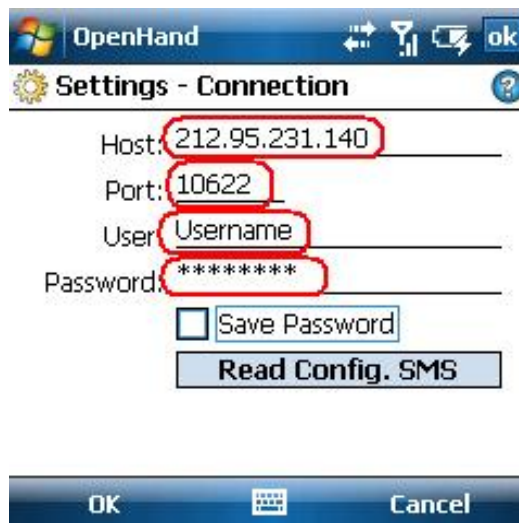 OpenHand ok
Settings - Connection ?
Host: 212.95.231.140
Port: 10622
User Username
Password: ********
Save Password
Read Config. SMS
OK Cancel